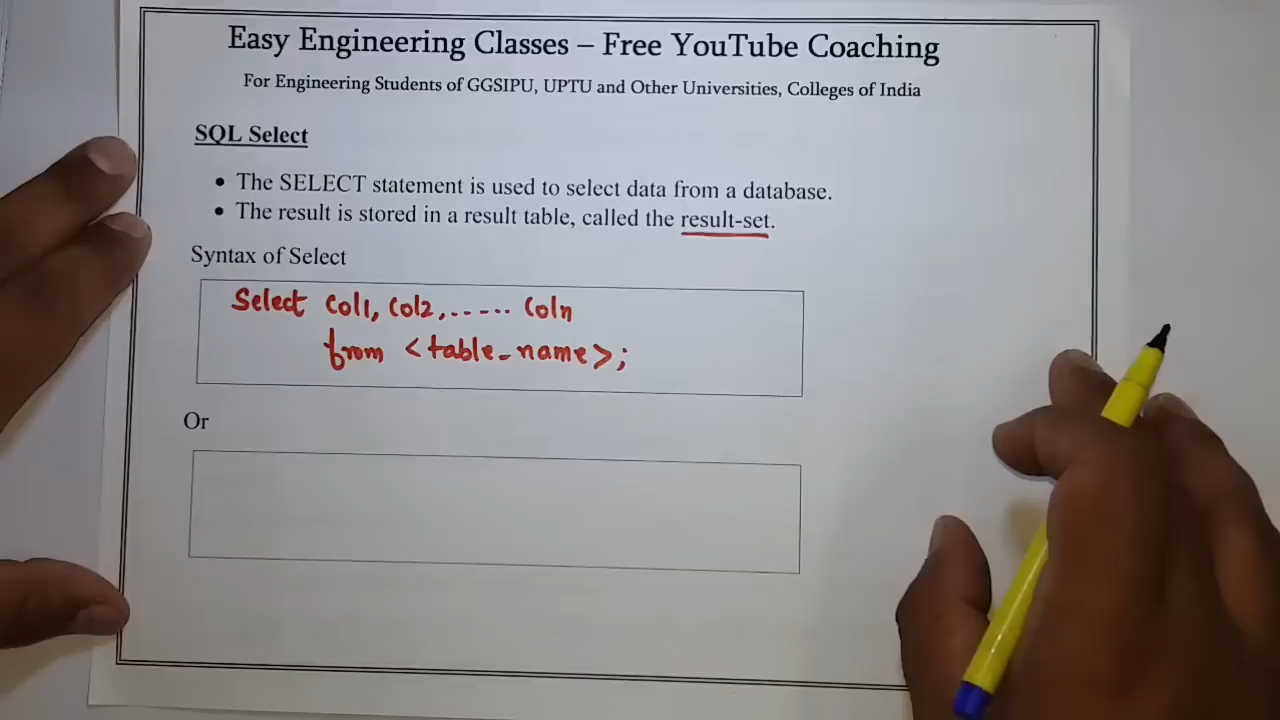 Easy Engineering Classes – Free YouTube Coaching
For Engineering Students of GGSIPU, UPTU and Other Universities, Colleges of India
SQL Select
• The SELECT statement is used to select data from a database.
• The result is stored in a result table, called the result-set.
Syntax of Select
Select Col1, Col2,...... Coln
from <table_name>;
Or